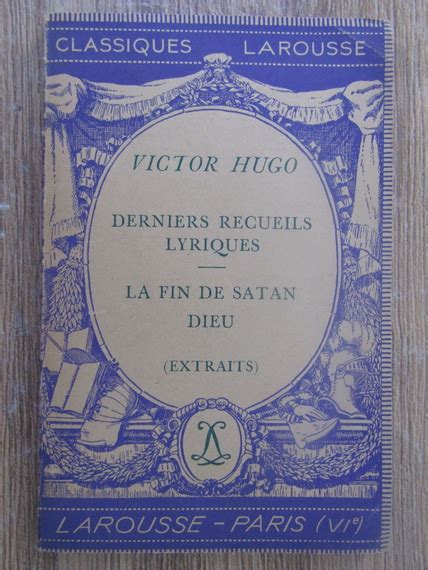 CLASSIQUES LAROUSSE
VICTOR HUGO
DERNIERS RECUEILS
LYRIQUES
LA FIN DE SATAN
DIEU
(EXTRAITS)
LAROUSSE - PARIS (VIe)